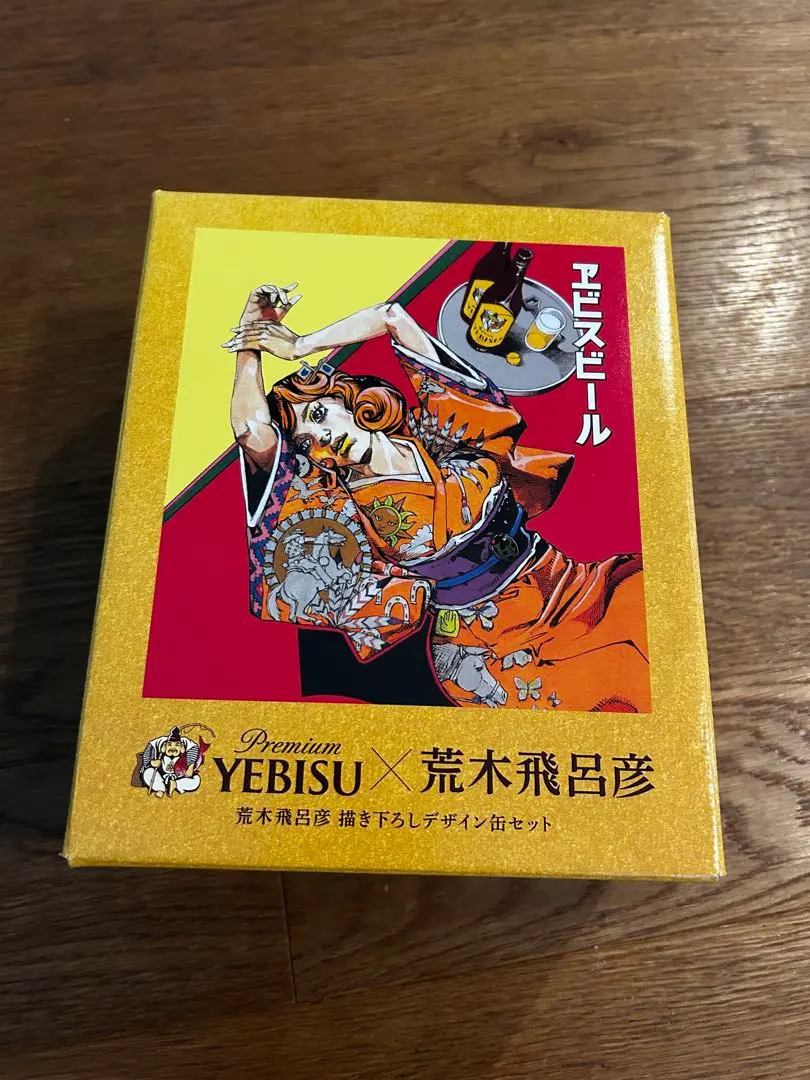 ヱビスビール
YEBISU
Premium
YEBISU×荒木飛呂彦
荒木飛呂彦 描き下ろしデザイン缶セット